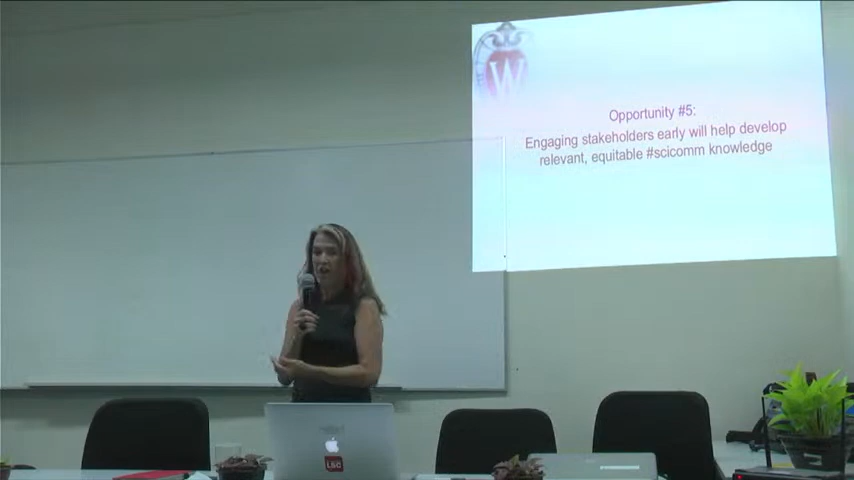 W
Opportunity #5:
Engaging stakeholders early will help develop
relevant, equitable #scicomm knowledge